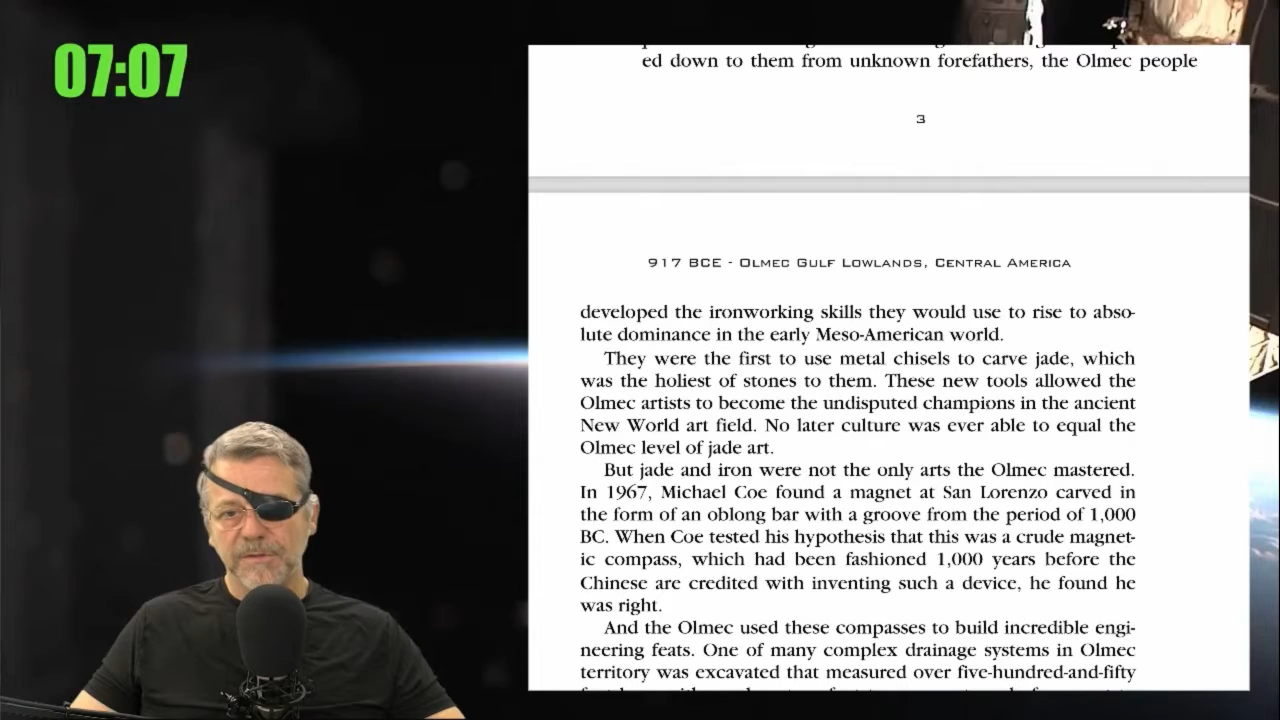 07:07
ed down to them from unknown forefathers, the Olmec people
3
917 BCE - OLMEC GULF LOWLANDS, CENTRAL AMERICA
developed the ironworking skills they would use to rise to abso-
lute dominance in the early Meso-American world.
They were the first to use metal chisels to carve jade, which
was the holiest of stones to them. These new tools allowed the
Olmec artists to become the undisputed champions in the ancient
New World art field. No later culture was ever able to equal the
Olmec level of jade art.
But jade and iron were not the only arts the Olmec mastered.
In 1967, Michael Coe found a magnet at San Lorenzo carved in
the form of an oblong bar with a groove from the period of 1,000
BC. When Coe tested his hypothesis that this was a crude magnet-
ic compass, which had been fashioned 1,000 years before the
Chinese are credited with inventing such a device, he found he
was right.
And the Olmec used these compasses to build incredible engi-
neering feats. One of many complex drainage systems in Olmec
territory was excavated that measured over five-hundred-and-fifty